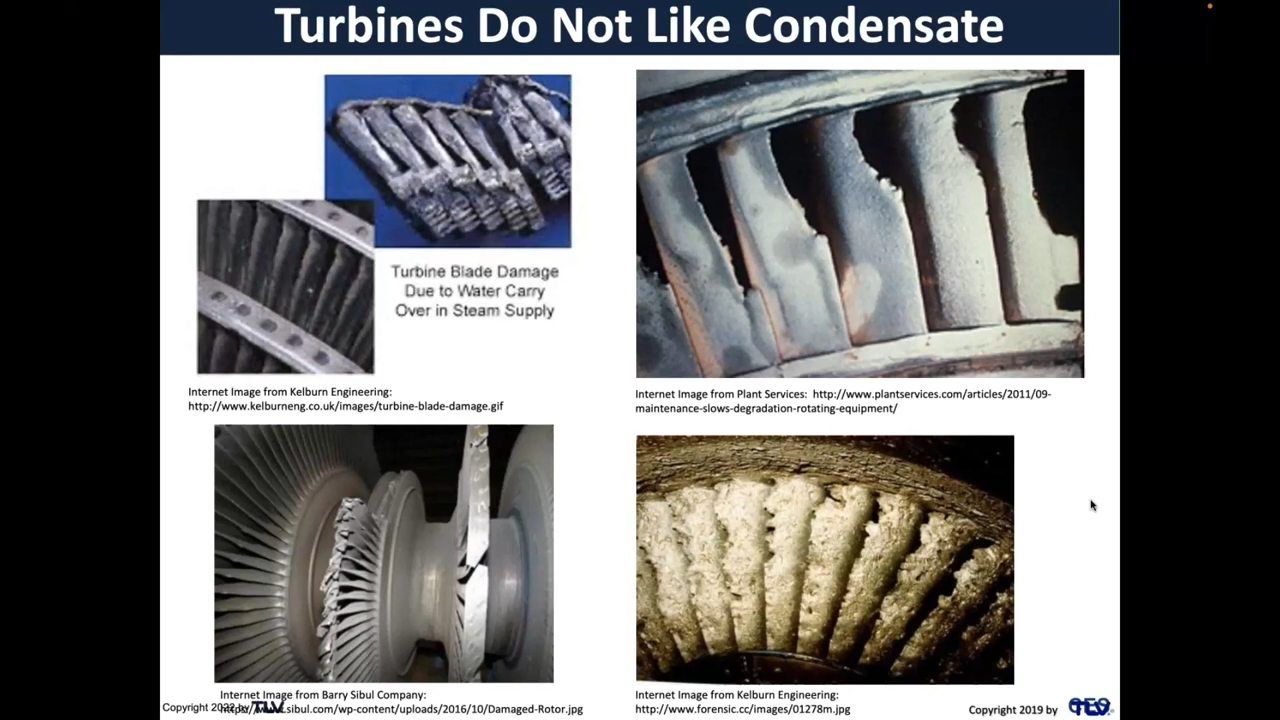 Turbines Do Not Like Condensate
Turbine Blade Damage
Due to Water Carry
Over in Steam Supply
Internet Image from Kelburn Engineering:
http://www.kelburneng.co.uk/images/turbine-blade-damage.gif
Internet Image from Plant Services: http://www.plantservices.com/articles/2011/09-
maintenance-slows-degradation-rotating-equipment/
Internet Image from Barry Sibul Company:
.sibul.com/wp-content/uploads/2016/10/Damaged-Rotor.jpg
Copyright 2022 by TLV
Internet Image from Kelburn Engineering:
http://www.forensic.cc/images/01278m.jpg
Copyright 2019 by